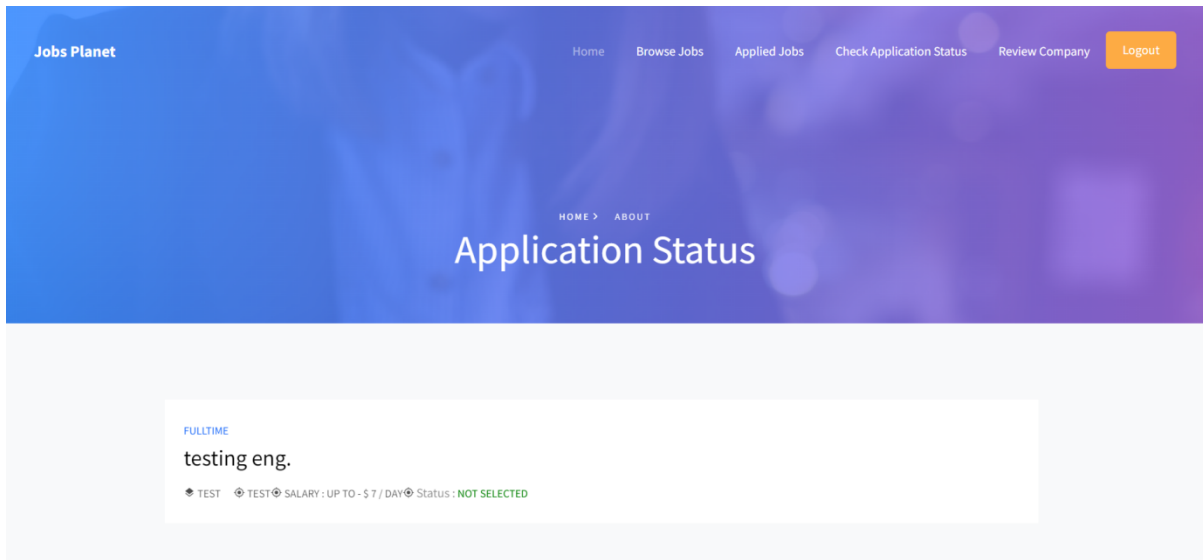 Jobs Planet Home Browse Jobs Applied Jobs Check Application Status Review Company Logout
HOME > ABOUT
Application Status
FULLTIME
testing eng.
TEST TEST SALARY : UP TO - $ 7 / DAY Status : NOT SELECTED